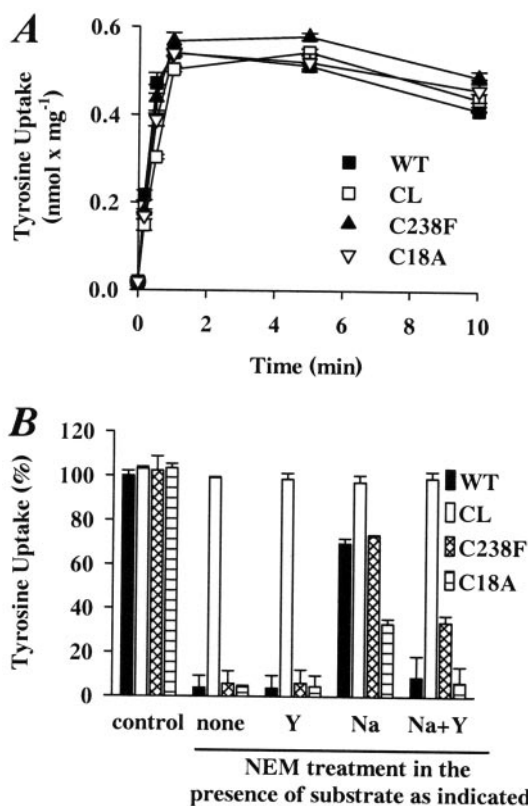 A
Tyrosine Uptake
(nmol x mg⁻¹)
0.6
0.4
0.2
0.0
WT
CL
C238F
C18A
0 2 4 6 8 10
Time (min)
B
Tyrosine Uptake (%)
120
100
80
60
40
20
0
WT
CL
C238F
C18A
control none Y Na Na+Y
NEM treatment in the
presence of substrate as indicated